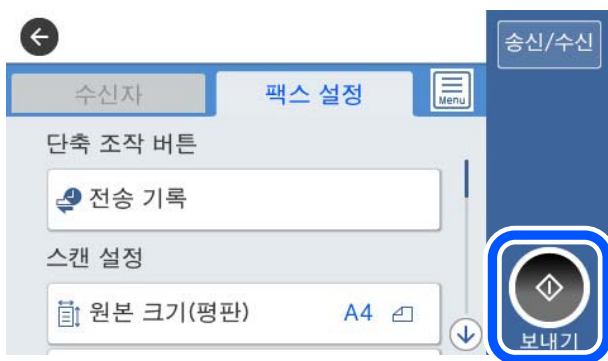 송신/수신
수신자
팩스 설정
Menu
단축 조작 버튼
전송 기록
스캔 설정
원본 크기(평판) A4
보내기